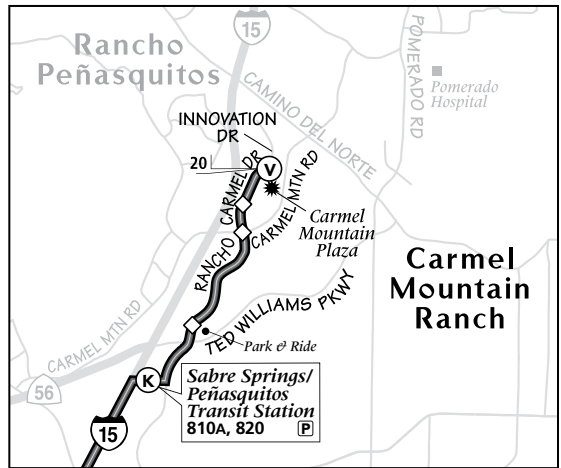 15
Rancho
Peñasquitos
CAMINO DEL NORTE
POMERADO RD
Pomerado
Hospital
INNOVATION
DR
20
V
RANCHO CARMEL DR
CARMEL MTN RD
Carmel
Mountain
Plaza
Carmel
Mountain
Ranch
TED WILLIAMS PKWY
Park & Ride
CARMEL MTN RD
56
K
Sabre Springs/
Peñasquitos
Transit Station
810A, 820 P
15